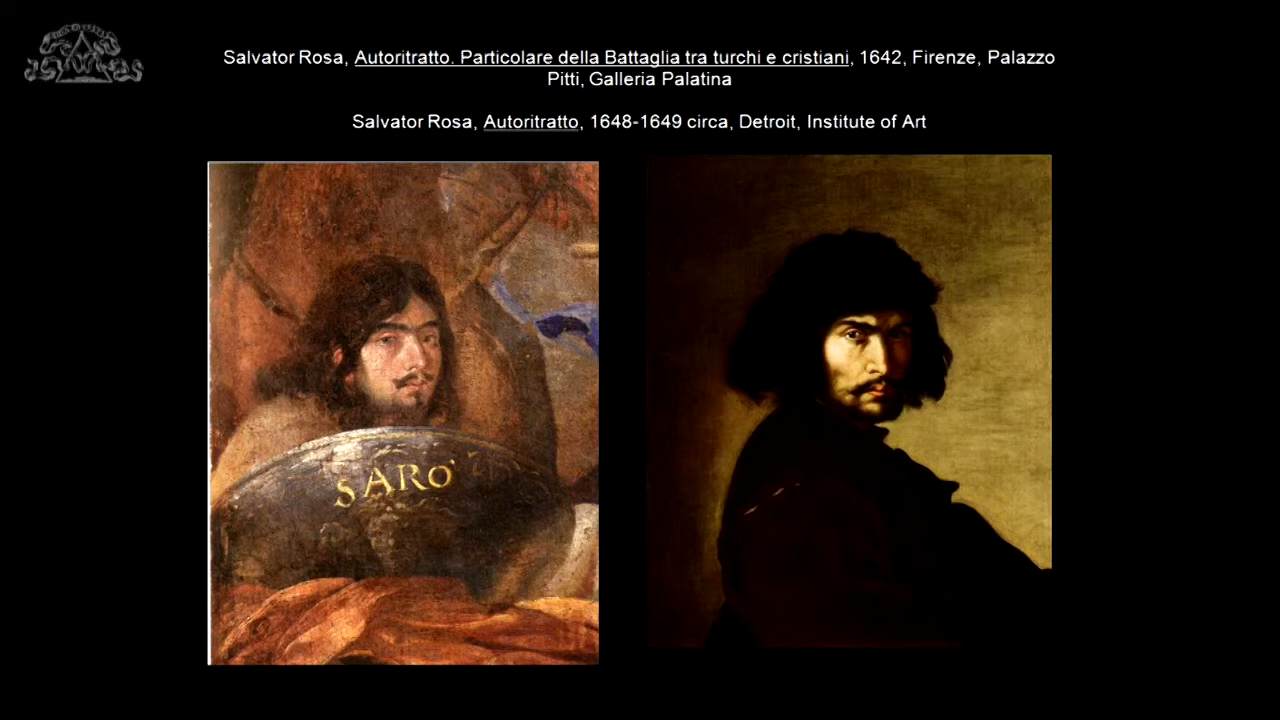 Salvator Rosa, Autoritratto. Particolare della Battaglia tra turchi e cristiani, 1642, Firenze, Palazzo
Pitti, Galleria Palatina
Salvator Rosa, Autoritratto, 1648-1649 circa, Detroit, Institute of Art
SARO